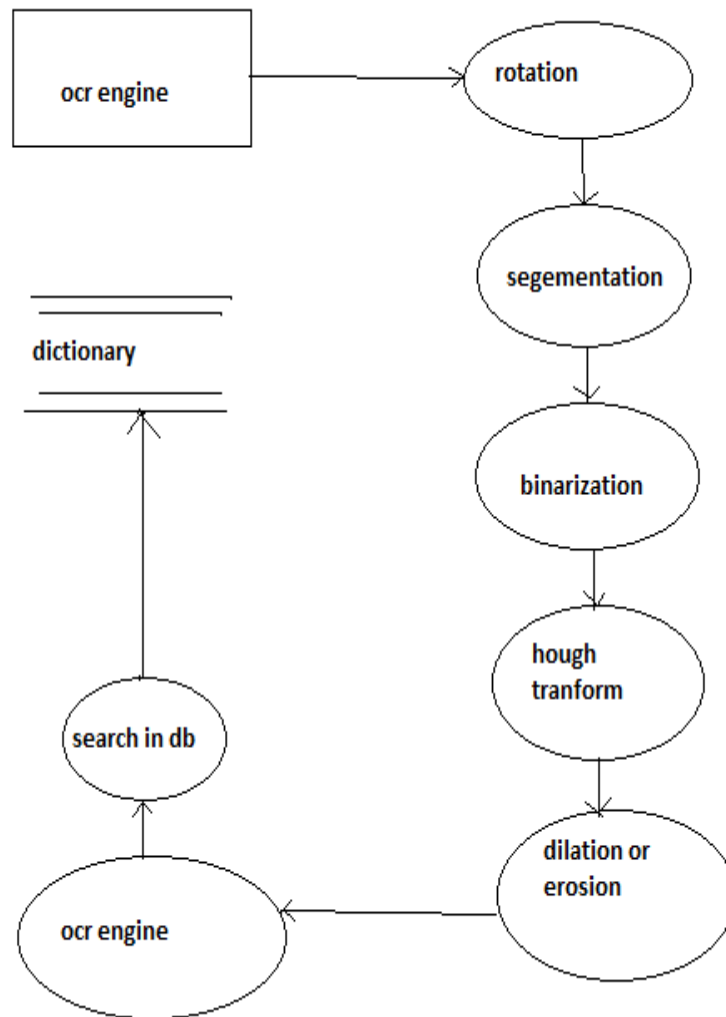 ocr engine
rotation
segementation
dictionary
binarization
hough
tranform
search in db
dilation or
erosion
ocr engine